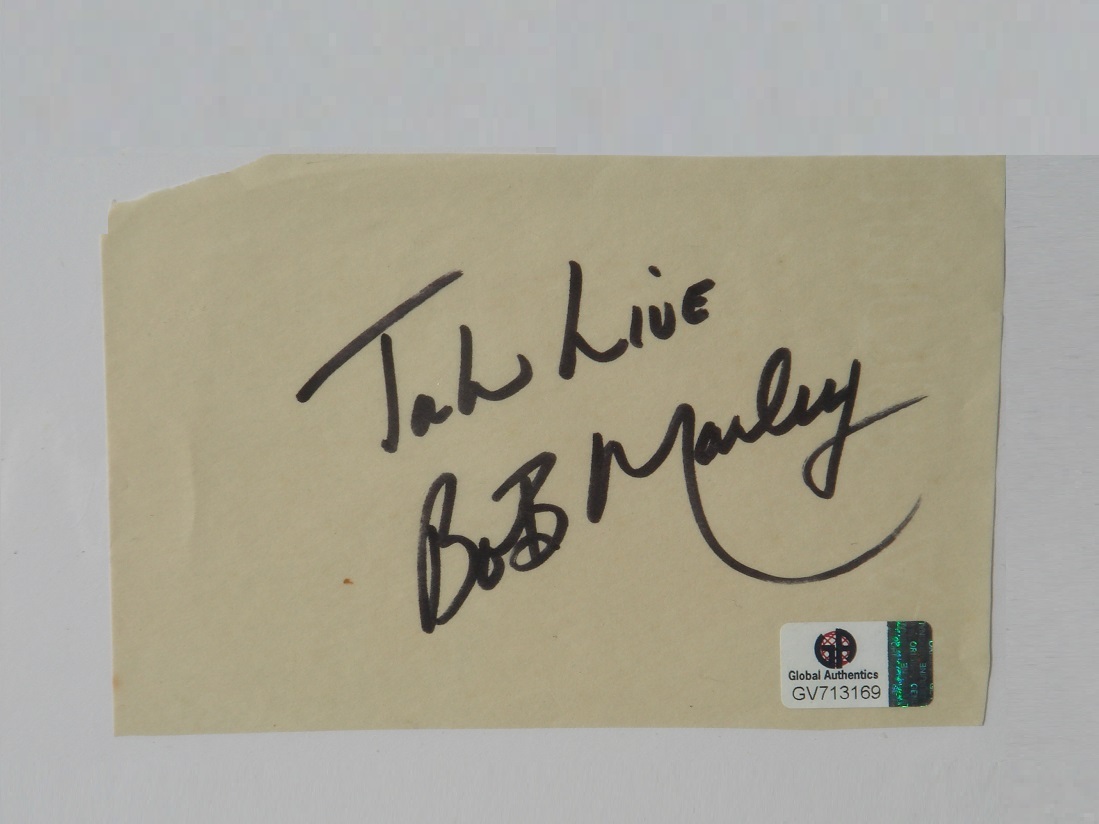 Jah Live
BoB Marley
Global Authentics
GV713169